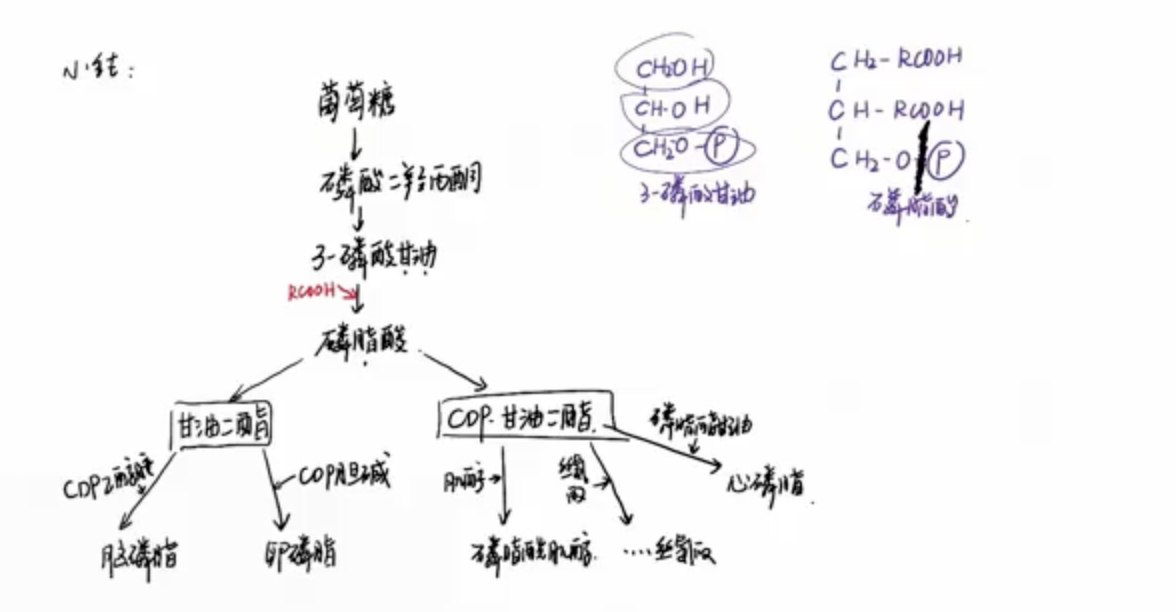 小结:
葡萄糖
磷酸二羟丙酮
3-磷酸甘油
RCOOH
磷脂酸
甘油二酯
CDP-甘油二酯
CDP乙醇胺
CDP胆碱
肌醇
丝氨酸
磷脂酰甘油
脑磷脂
卵磷脂
磷脂酰肌醇
....丝氨酸
心磷脂
CH2OH
CH-OH
CH2O-P
3-磷酸甘油
CH2-RCOOH
CH-RCOOH
CH2-O-P
磷脂酸